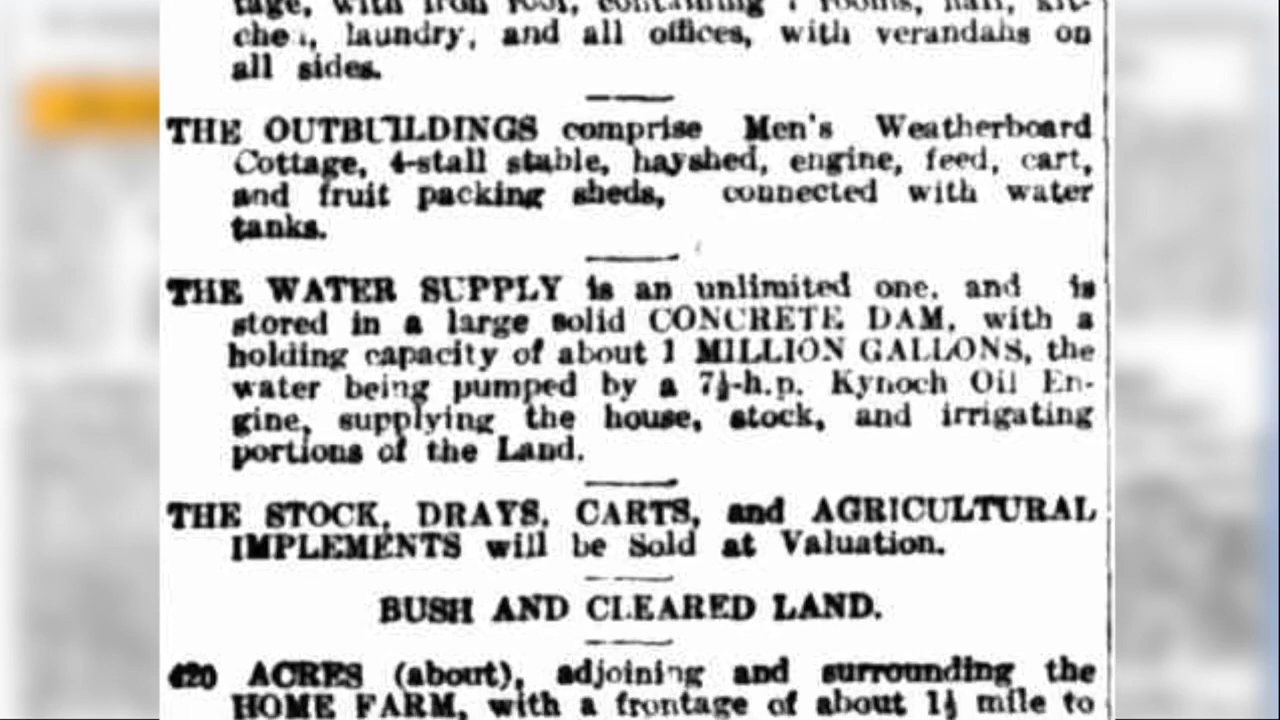 tage, with iron roof, containing 7 rooms, hall, kit-
chen, laundry, and all offices, with verandahs on
all sides.
THE OUTBUILDINGS comprise Men's Weatherboard
Cottage, 4-stall stable, hayshed, engine, feed, cart,
and fruit packing sheds, connected with water
tanks.
THE WATER SUPPLY is an unlimited one, and is
stored in a large solid CONCRETE DAM, with a
holding capacity of about 1 MILLION GALLONS, the
water being pumped by a 7½-h.p. Kynoch Oil En-
gine, supplying the house, stock, and irrigating
portions of the Land.
THE STOCK, DRAYS, CARTS, and AGRICULTURAL
IMPLEMENTS will be Sold at Valuation.
BUSH AND CLEARED LAND.
420 ACRES (about), adjoining and surrounding the
HOME FARM, with a frontage of about 1½ mile to